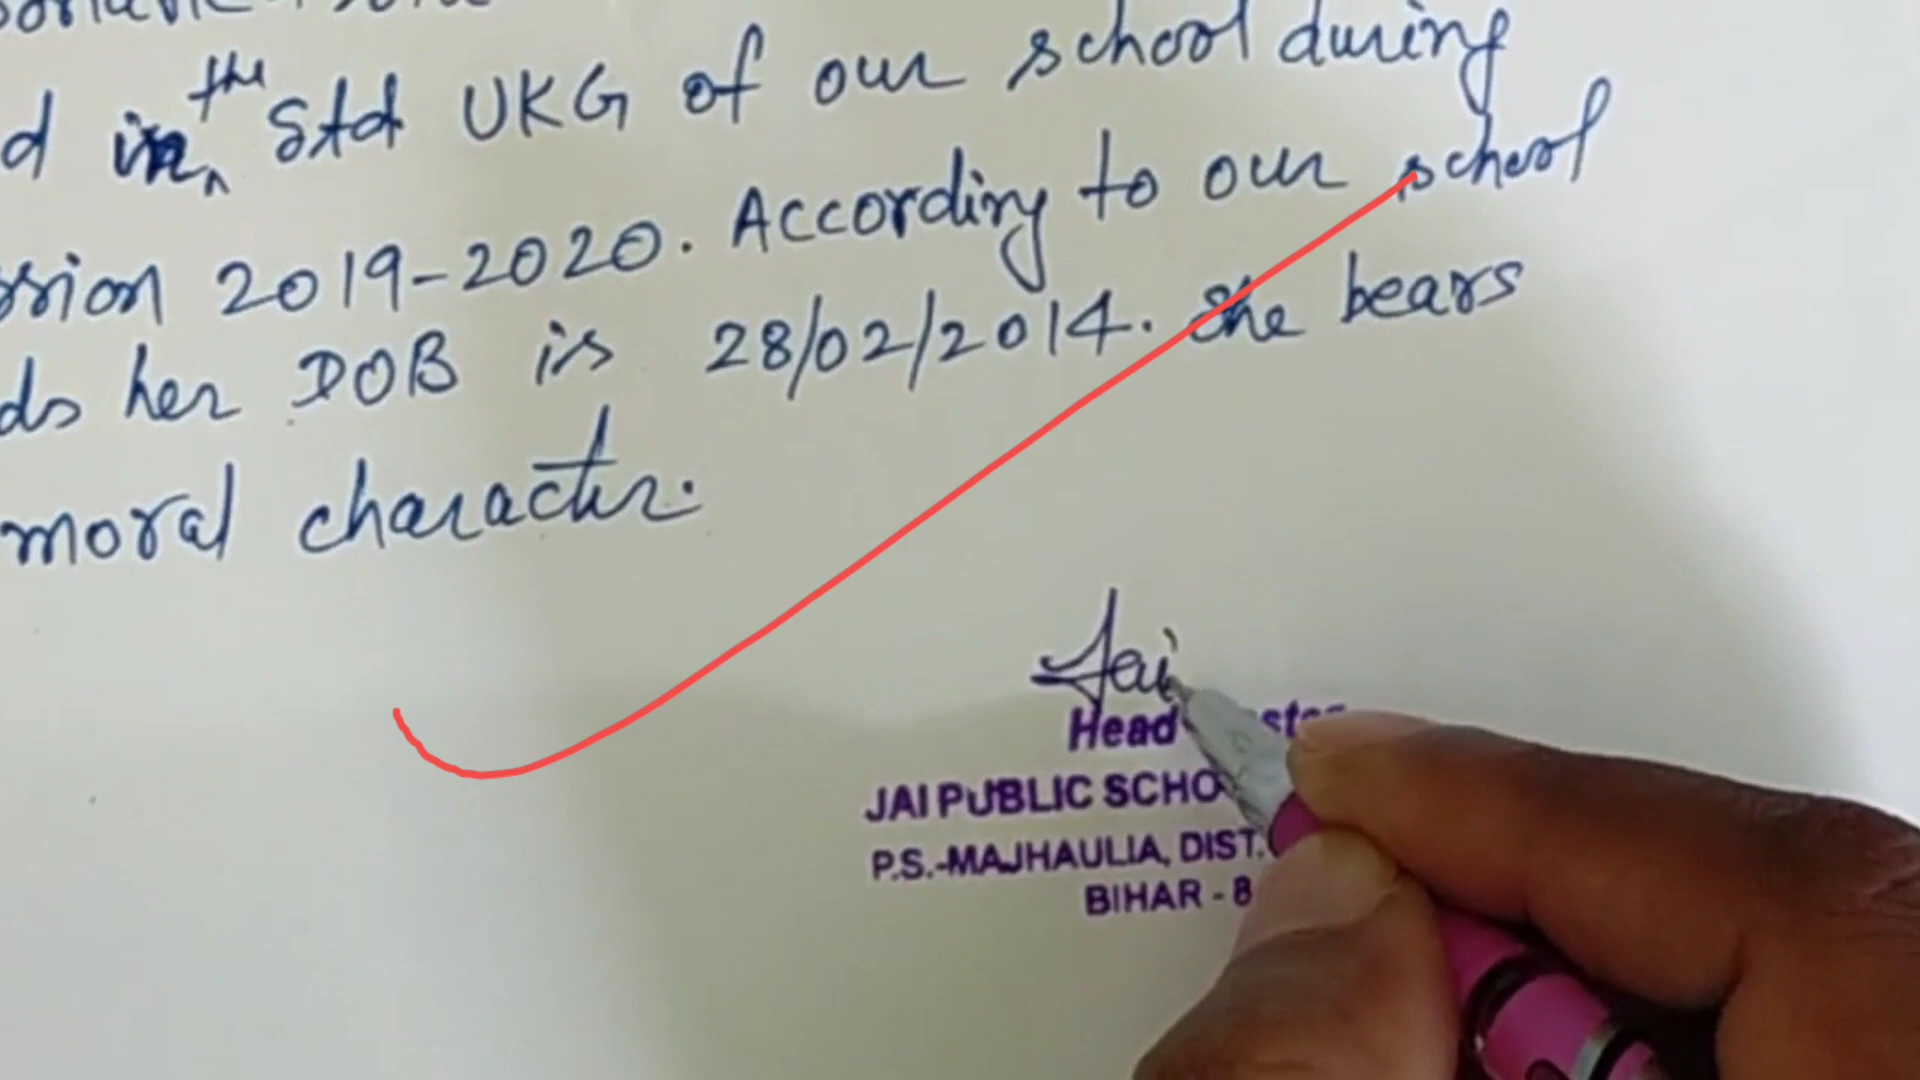 d in the Std UKG of our school during
ssion 2019-2020. According to our school
ds her DOB is 28/02/2014. She bears
moral character.
Jai
Head
JAI PUBLIC SCHO
P.S.-MAJHAULIA, DIST.
BIHAR - 8